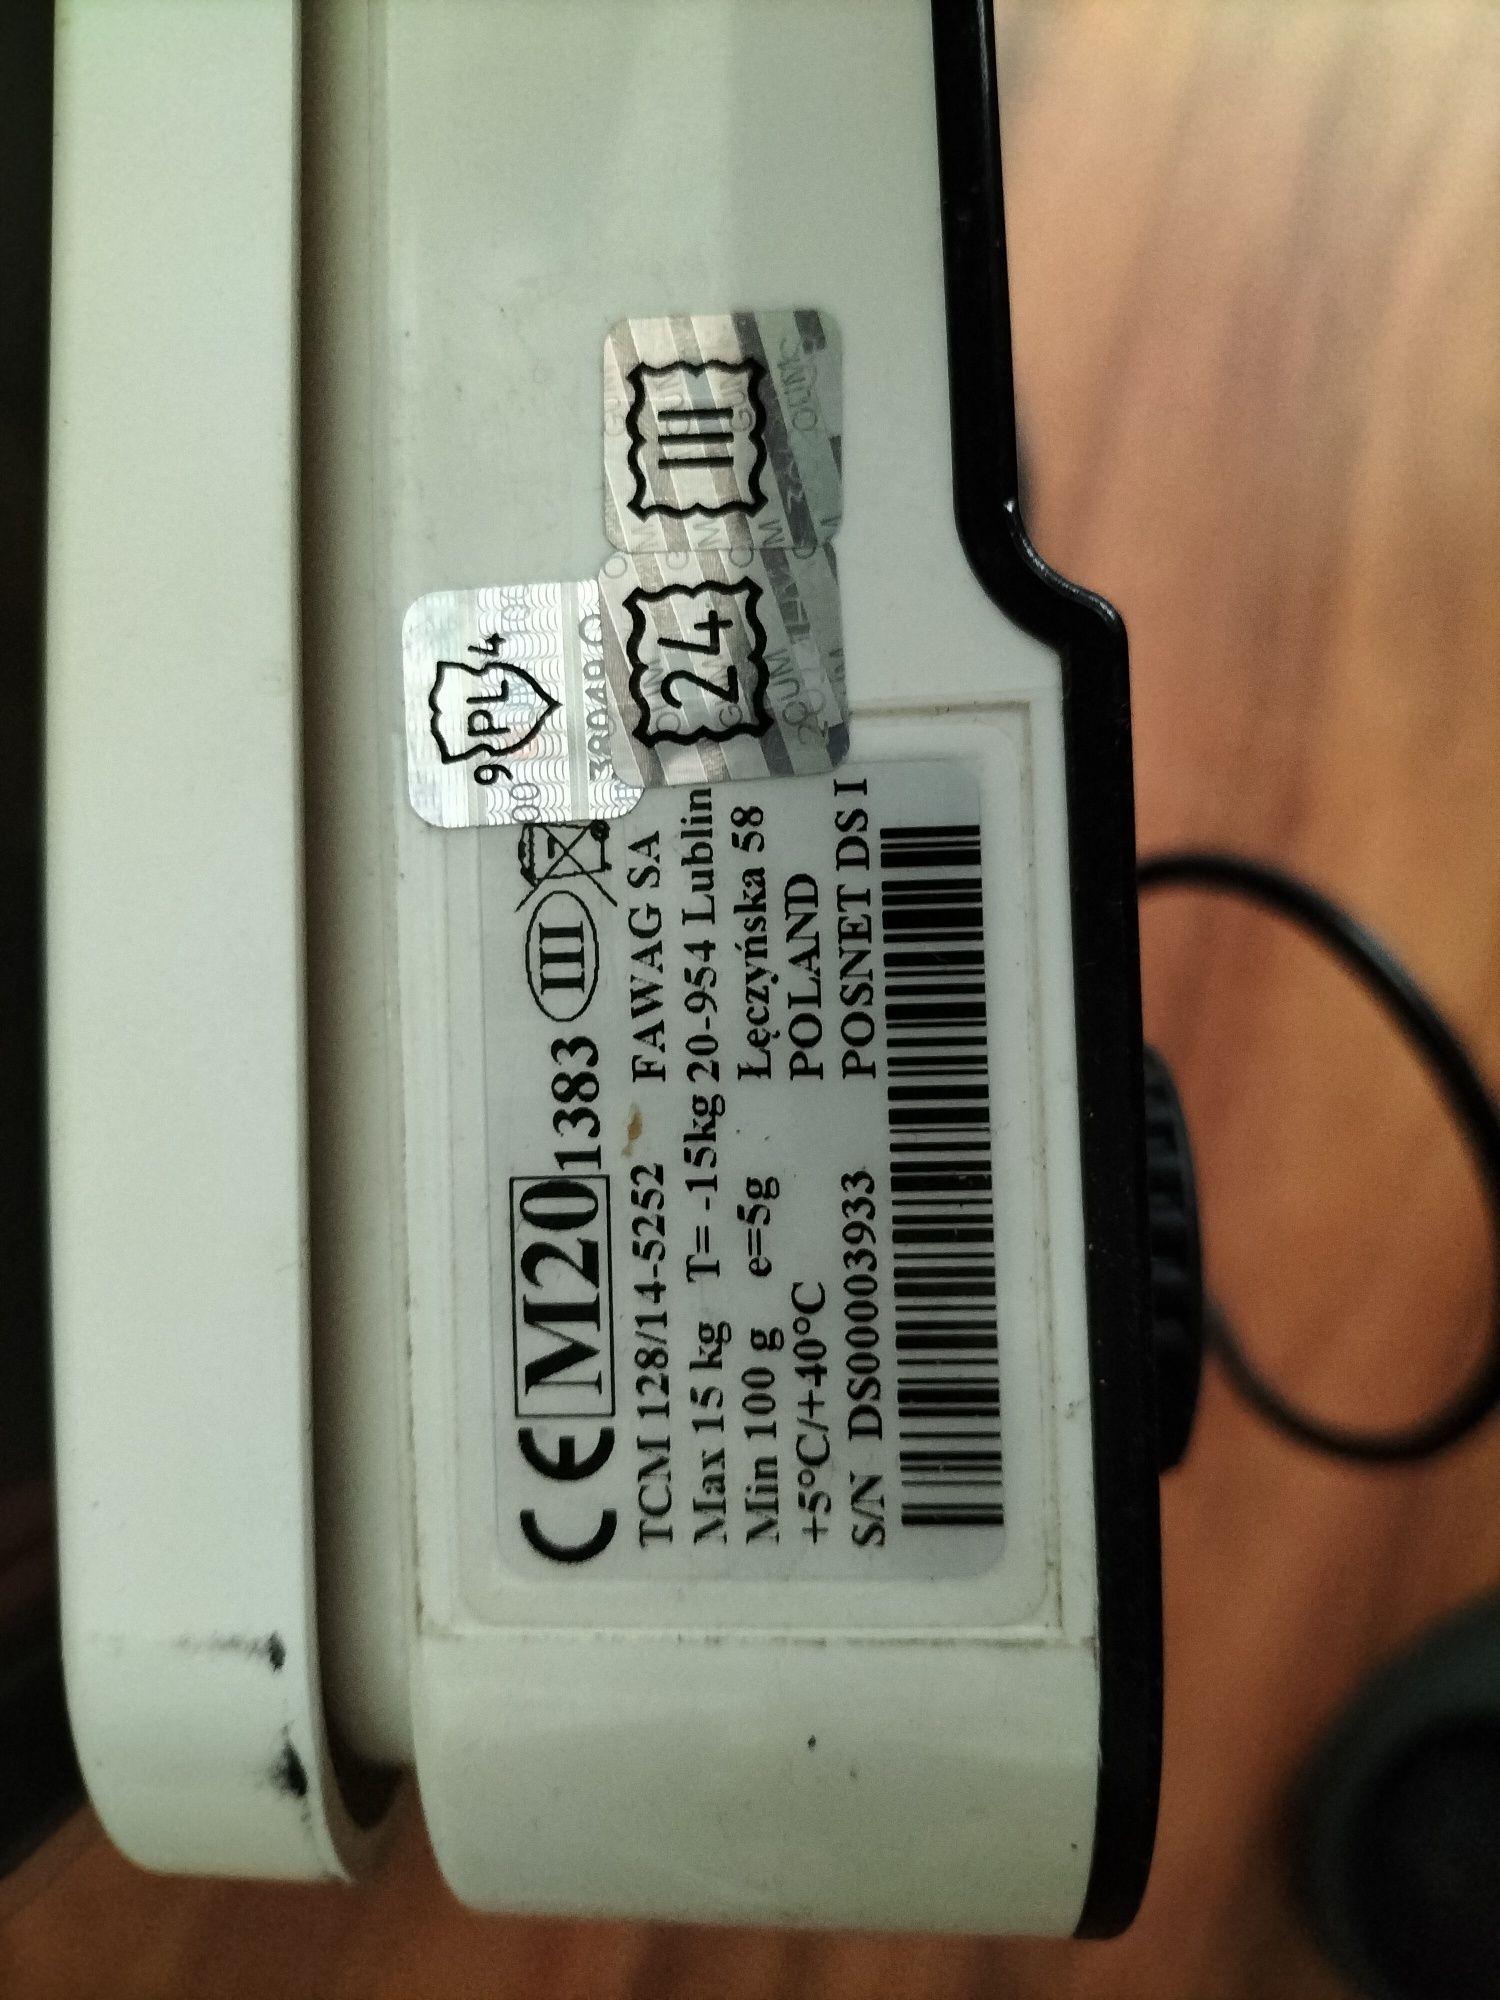 CE M20 1383 III
TCM 128/14-5252 FAWAG SA
Max 15 kg T= -15kg 20-954 Lublin
Min 100 g e=5g Łęczyńska 58
+5°C/+40°C POLAND
S/N DS00003933 POSNET DS I
9 PL 4
24
III